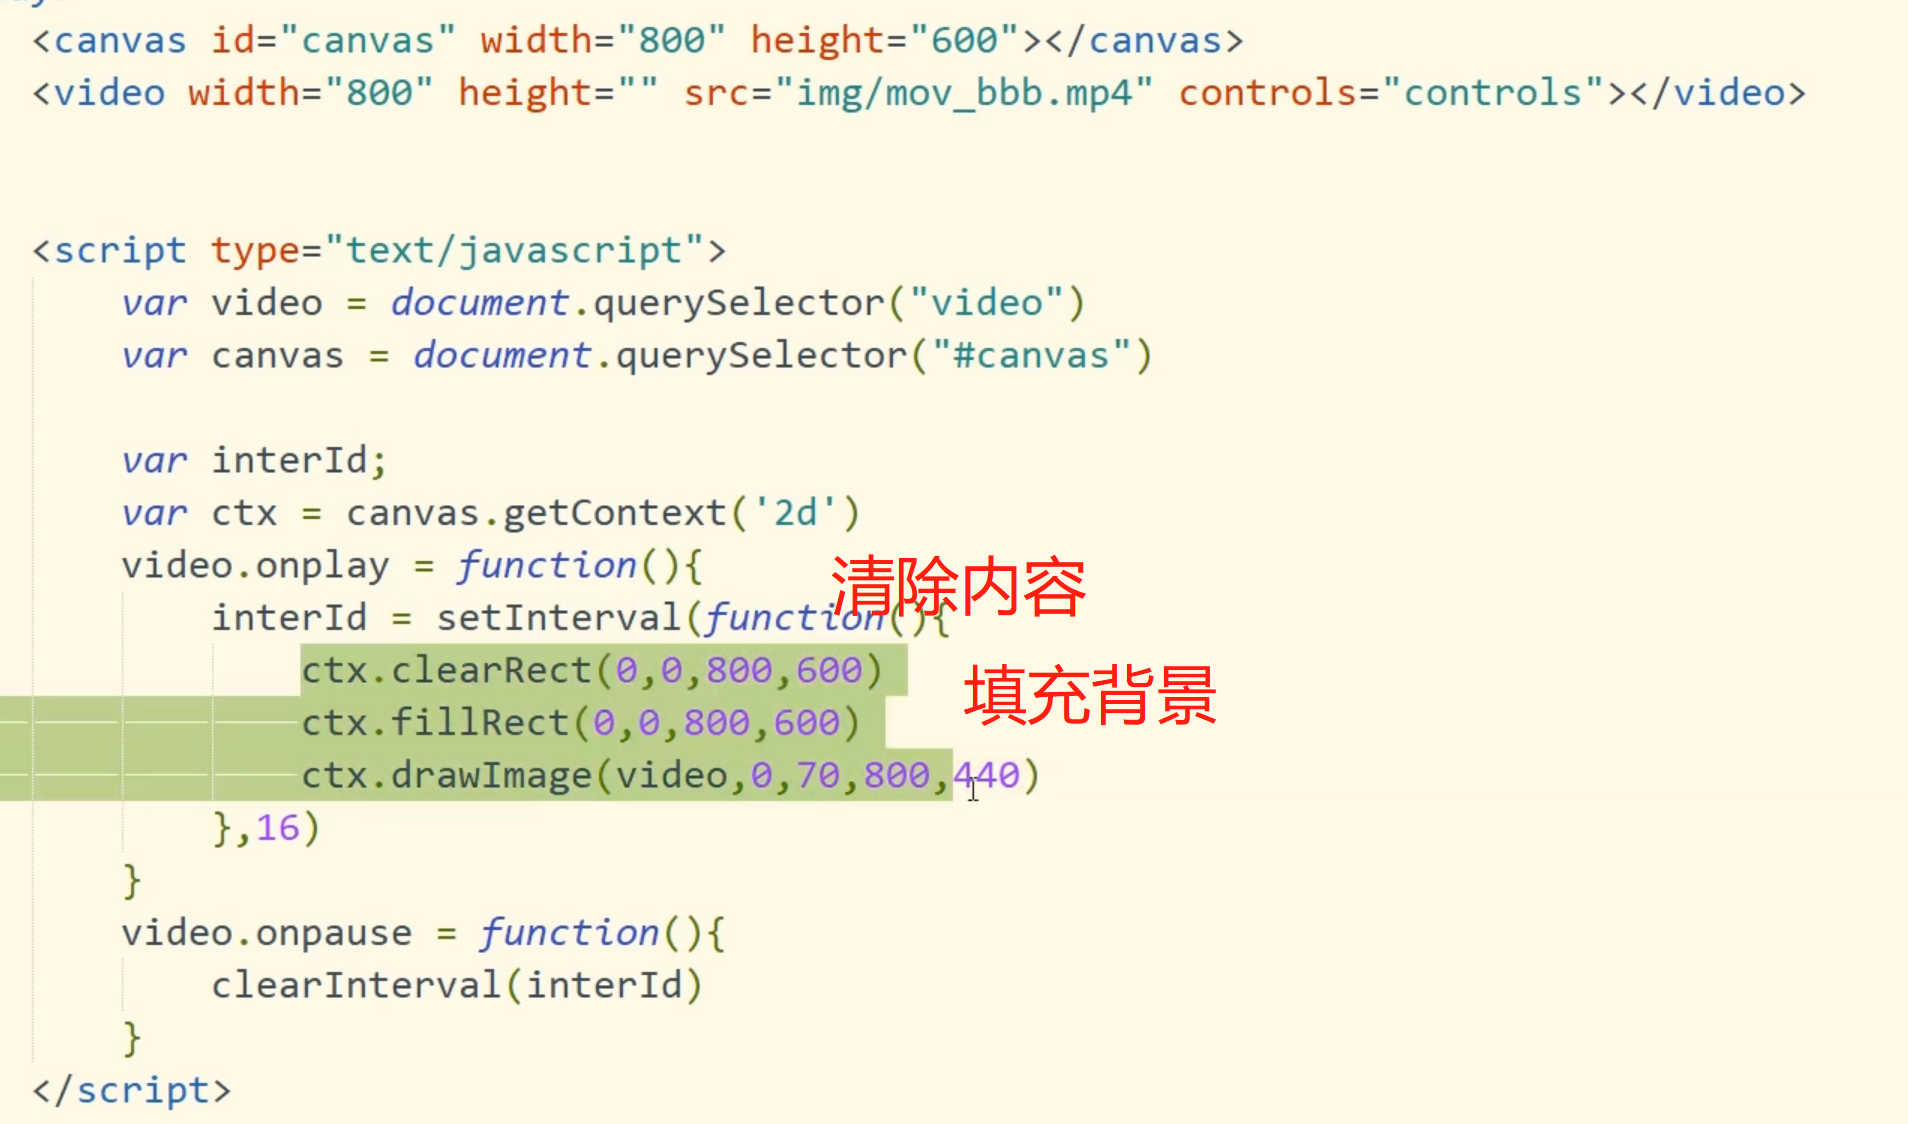 <canvas id="canvas" width="800" height="600"></canvas>
<video width="800" height="" src="img/mov_bbb.mp4" controls="controls"></video>
<script type="text/javascript">
var video = document.querySelector("video")
var canvas = document.querySelector("#canvas")
var interId;
var ctx = canvas.getContext('2d')
video.onplay = function(){
清除内容
interId = setInterval(function(){
ctx.clearRect(0,0,800,600)
填充背景
ctx.fillRect(0,0,800,600)
ctx.drawImage(video,0,70,800,440)
},16)
}
video.onpause = function(){
clearInterval(interId)
}
</script>